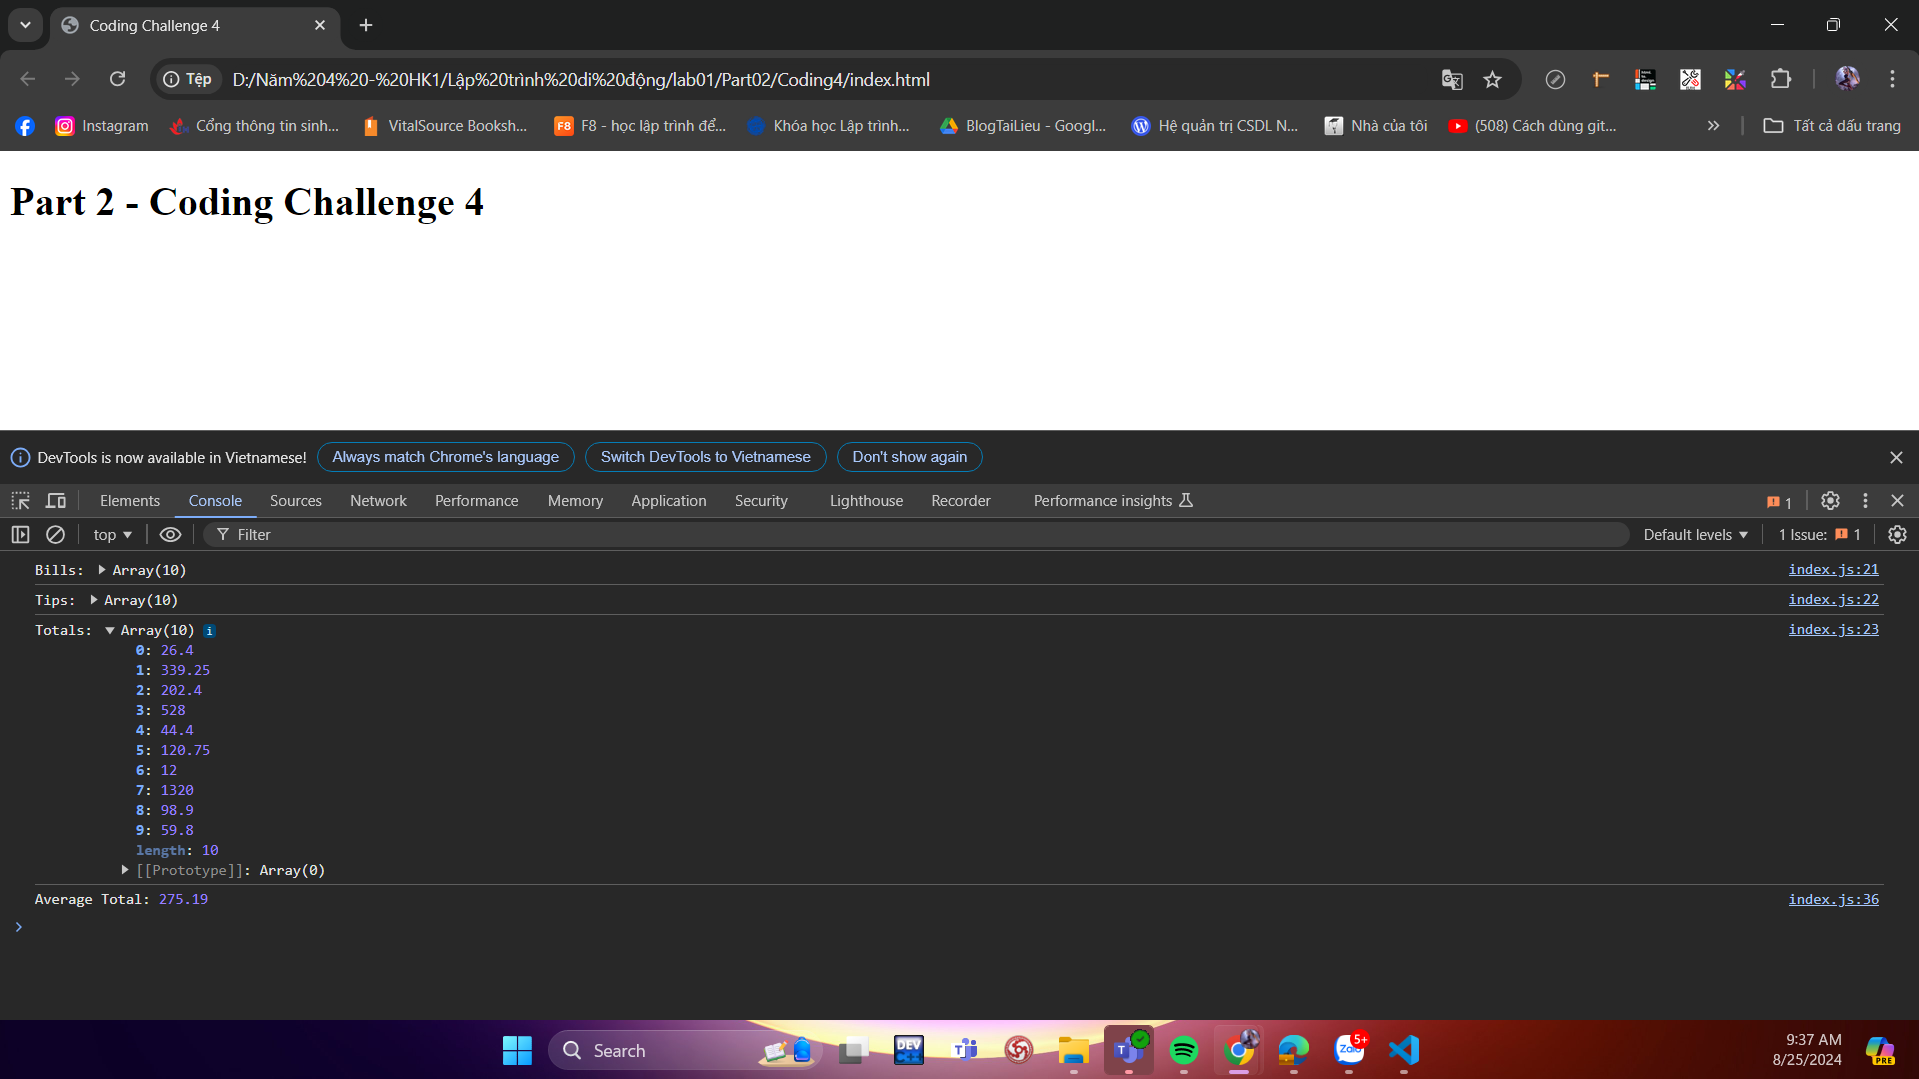 Coding Challenge 4
Tệp
D:/Năm%204%20-%20HK1/Lập%20trình%20di%20động/lab01/Part02/Coding4/index.html
Instagram
Cổng thông tin sinh...
VitalSource Booksh...
F8
F8 - học lập trình để...
Khóa học Lập trình...
BlogTaiLieu - Googl...
Hệ quản trị CSDL N...
Nhà của tôi
(508) Cách dùng git...
Tất cả dấu trang
Part 2 - Coding Challenge 4
DevTools is now available in Vietnamese!
Always match Chrome's language
Switch DevTools to Vietnamese
Don't show again
Elements
Console
Sources
Network
Performance
Memory
Application
Security
Lighthouse
Recorder
Performance insights
1
top
Filter
Default levels
1 Issue: 1
Bills: Array(10) index.js:21
Tips: Array(10) index.js:22
Totals: Array(10) i index.js:23
0: 26.4
1: 339.25
2: 202.4
3: 528
4: 44.4
5: 120.75
6: 12
7: 1320
8: 98.9
9: 59.8
length: 10
[[Prototype]]: Array(0)
Average Total: 275.19 index.js:36
Search
DEV
C++
Zalo
5+
9:37 AM
8/25/2024
PRE